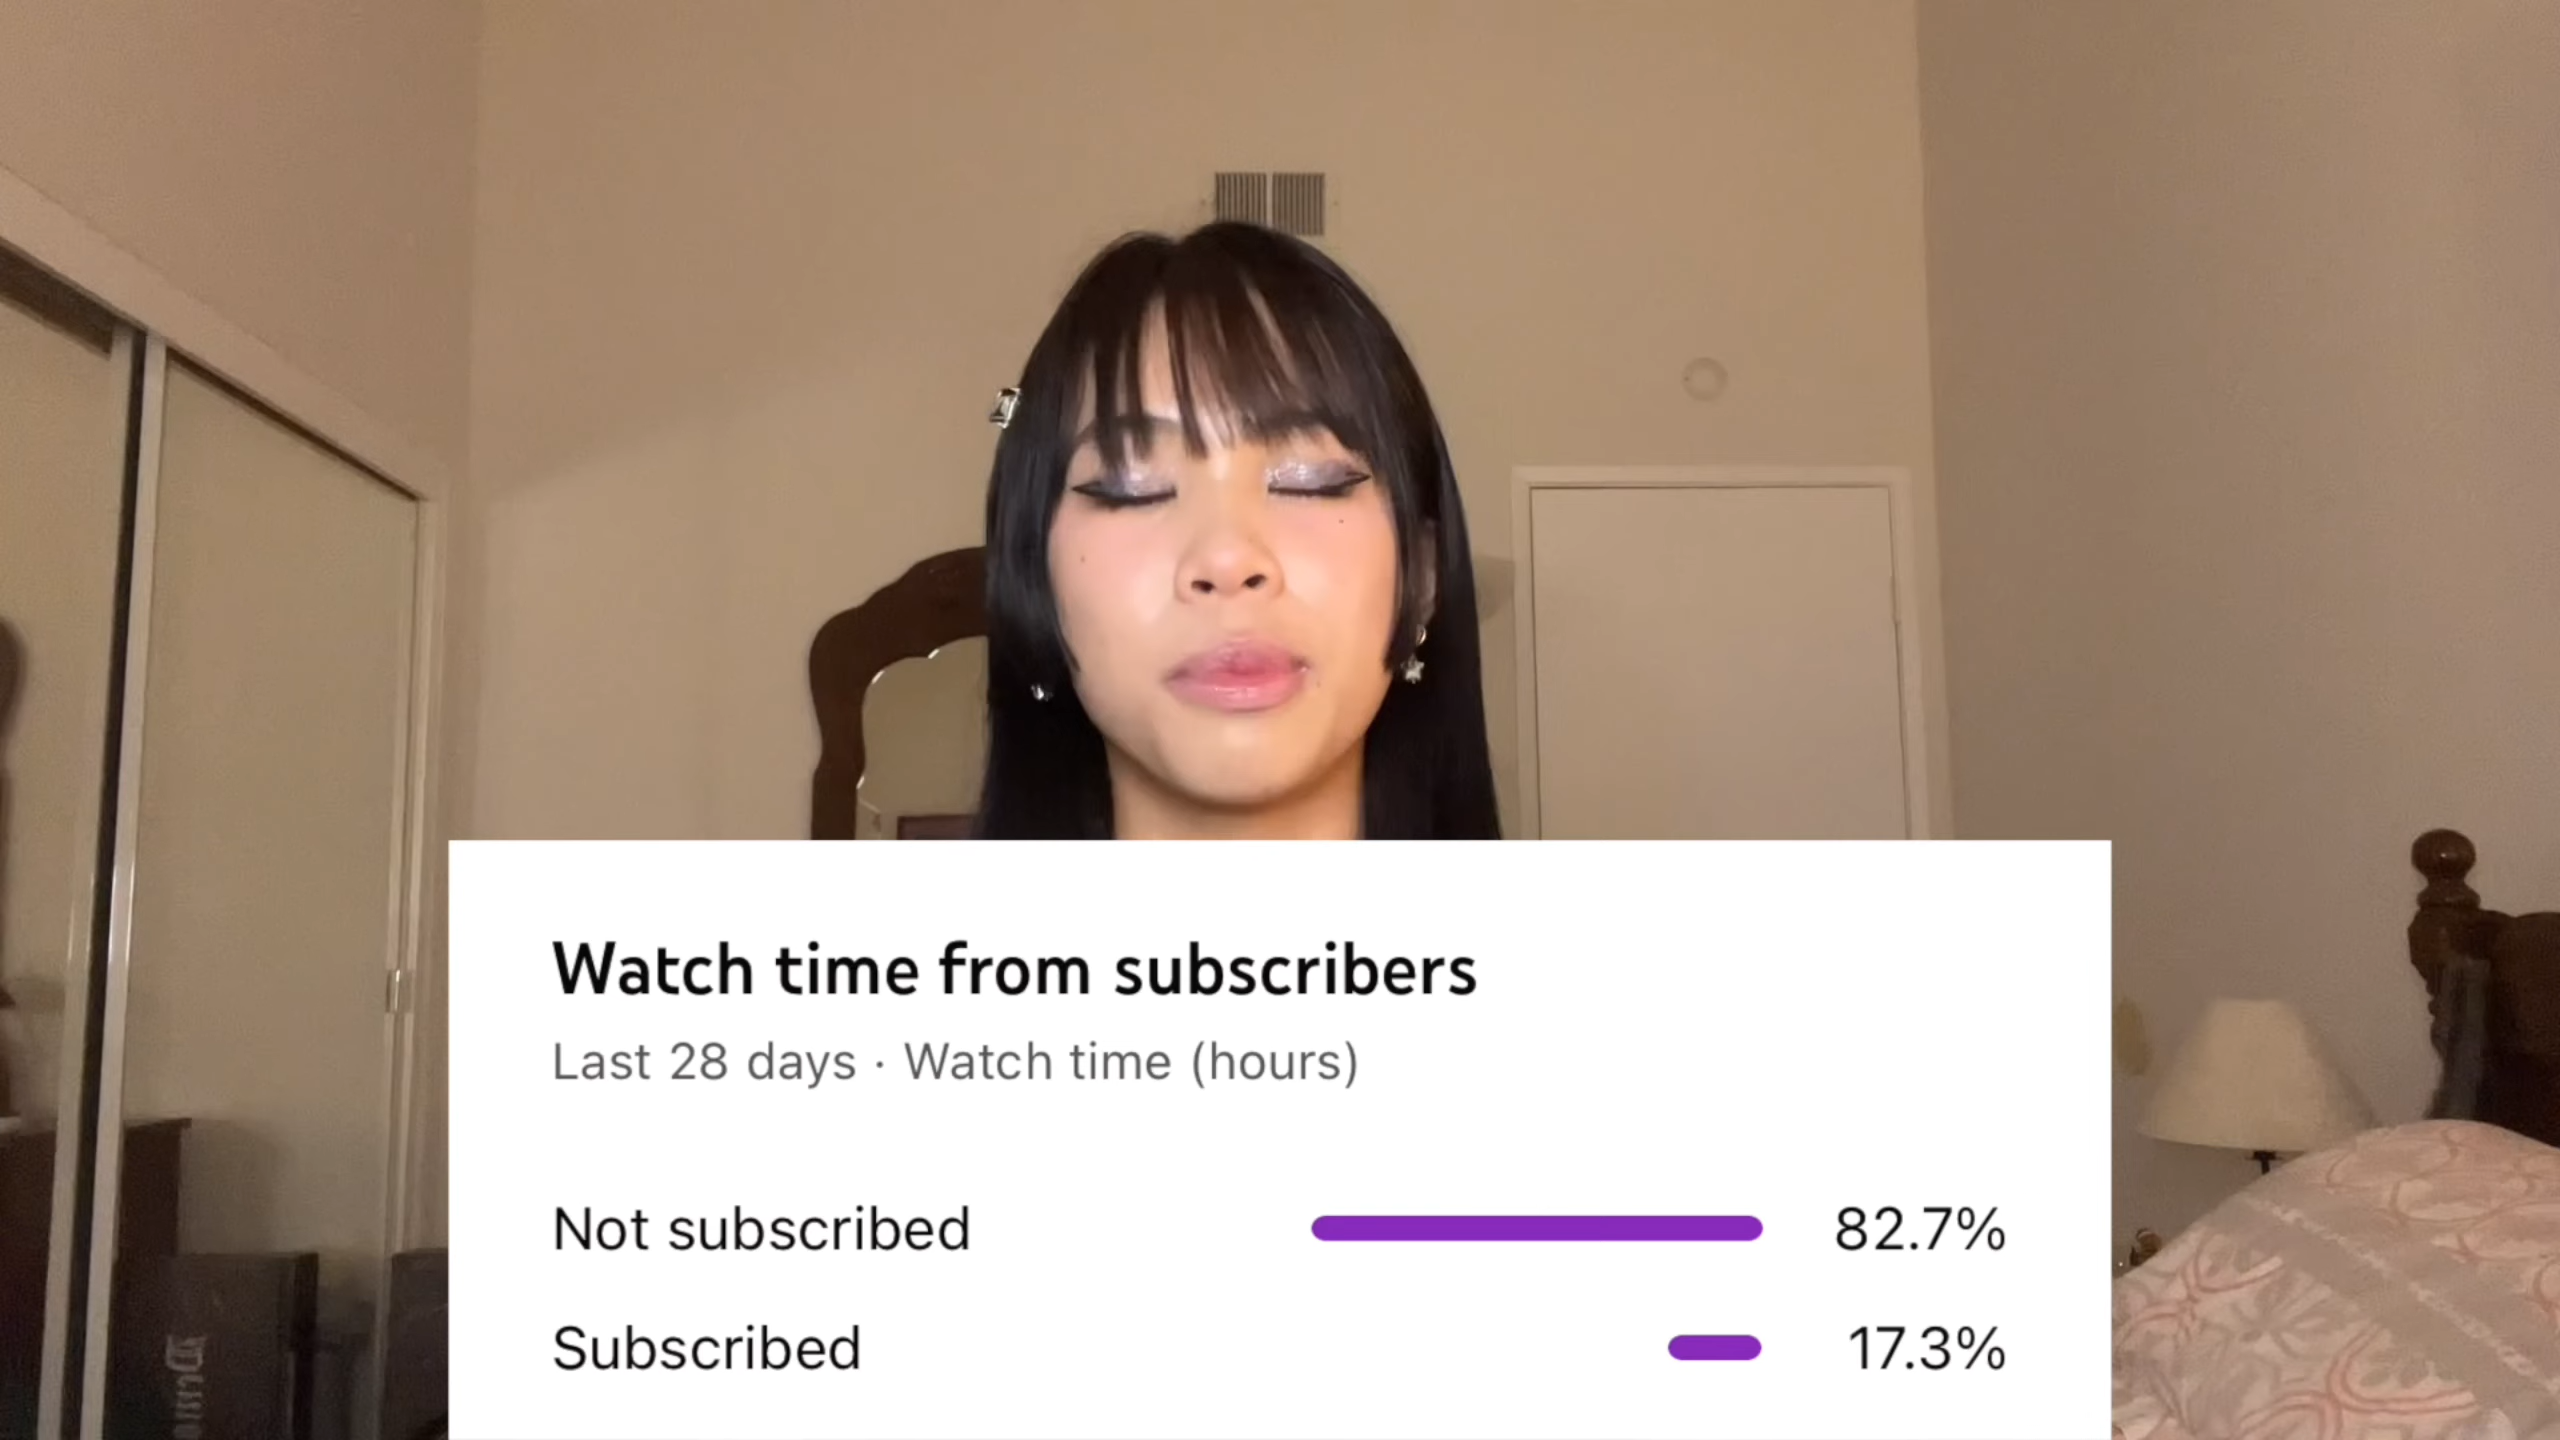 Watch time from subscribers
Last 28 days · Watch time (hours)
Not subscribed 82.7%
Subscribed 17.3%